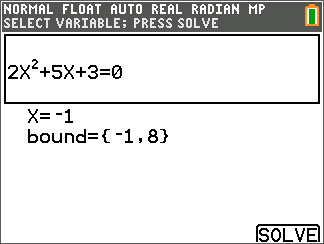 NORMAL FLOAT AUTO REAL RADIAN MP
SELECT VARIABLE; PRESS SOLVE
2X²+5X+3=0
X=⁻1
bound={⁻1,8}
SOLVE